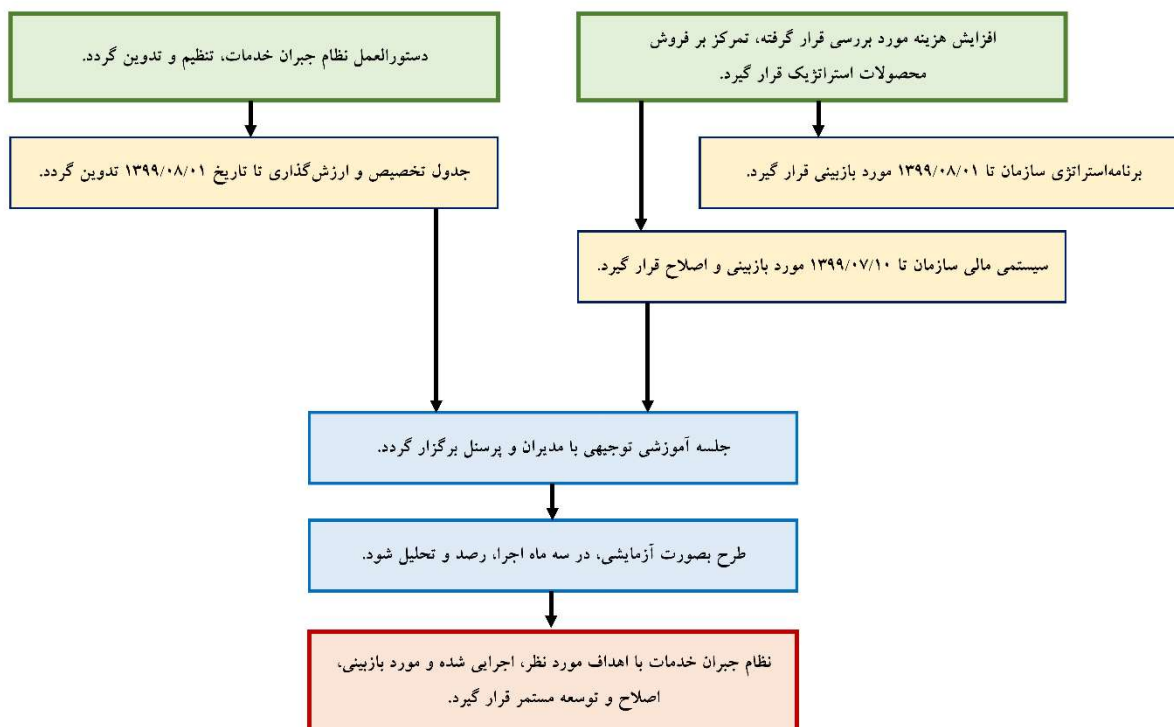 افزایش هزینه مورد بررسی قرار گرفته، تمرکز بر فروش
محصولات استراتژیک قرار گیرد.
دستورالعمل نظام جبران خدمات، تنظیم و تدوین گردد.
برنامه‌استراتژی سازمان تا ۱۳۹۹/۰۸/۰۱ مورد بازبینی قرار گیرد.
جدول تخصیص و ارزش‌گذاری تا تاریخ ۱۳۹۹/۰۸/۰۱ تدوین گردد.
سیستمی مالی سازمان تا ۱۳۹۹/۰۷/۱۰ مورد بازبینی و اصلاح قرار گیرد.
جلسه آموزشی توجیهی با مدیران و پرسنل برگزار گردد.
طرح بصورت آزمایشی، در سه ماه اجرا، رصد و تحلیل شود.
نظام جبران خدمات با اهداف مورد نظر، اجرایی شده و مورد بازبینی،
اصلاح و توسعه مستمر قرار گیرد.